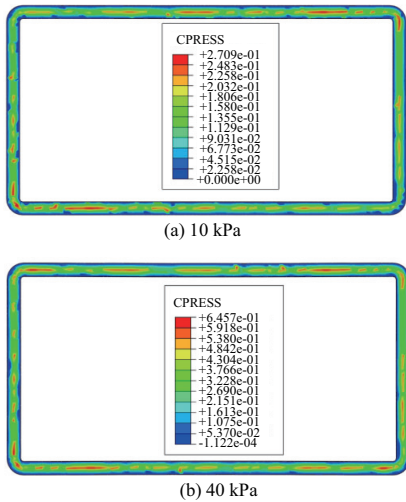 CPRESS
+2.709e-01
+2.483e-01
+2.258e-01
+2.032e-01
+1.806e-01
+1.580e-01
+1.355e-01
+1.129e-01
+9.031e-02
+6.773e-02
+4.515e-02
+2.258e-02
+0.000e+00
(a) 10 kPa
CPRESS
+6.457e-01
+5.918e-01
+5.380e-01
+4.842e-01
+4.304e-01
+3.766e-01
+3.228e-01
+2.690e-01
+2.151e-01
+1.613e-01
+1.075e-01
+5.370e-02
-1.122e-04
(b) 40 kPa